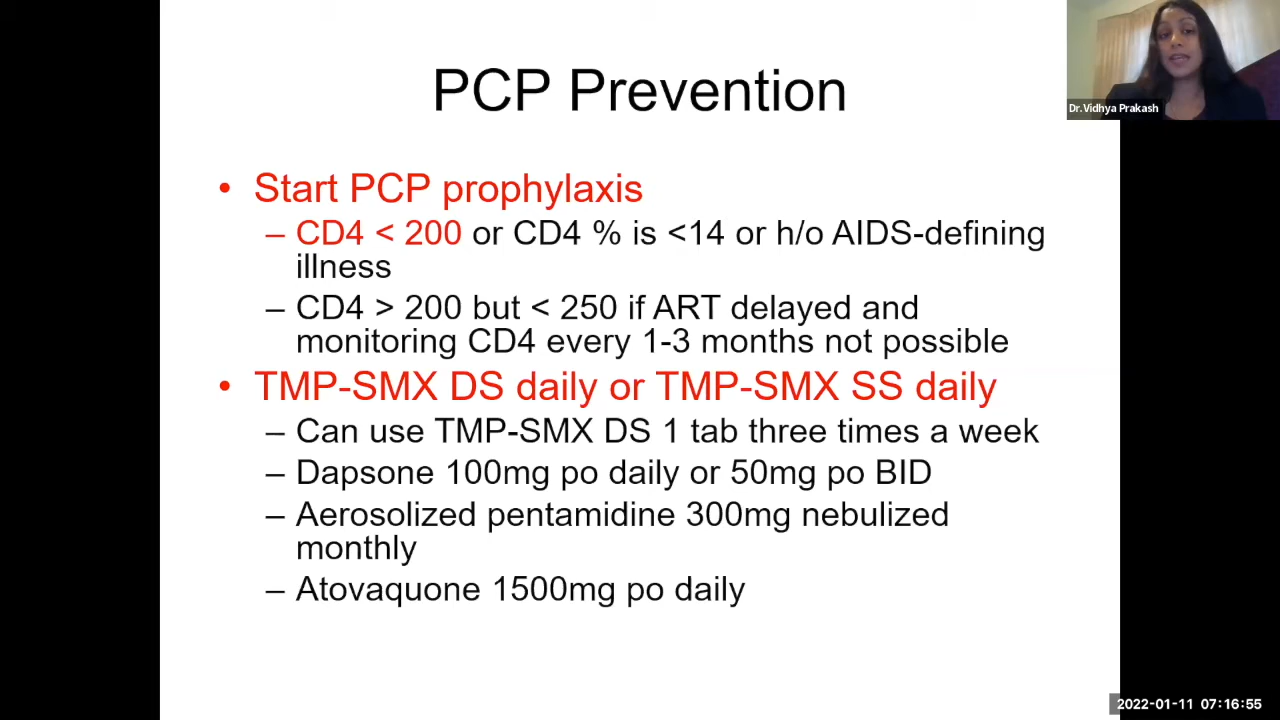 PCP Prevention
Dr.Vidhya Prakash
• Start PCP prophylaxis
– CD4 < 200 or CD4 % is <14 or h/o AIDS-defining
illness
– CD4 > 200 but < 250 if ART delayed and
monitoring CD4 every 1-3 months not possible
• TMP-SMX DS daily or TMP-SMX SS daily
– Can use TMP-SMX DS 1 tab three times a week
– Dapsone 100mg po daily or 50mg po BID
– Aerosolized pentamidine 300mg nebulized
monthly
– Atovaquone 1500mg po daily
2022-01-11 07:16:55